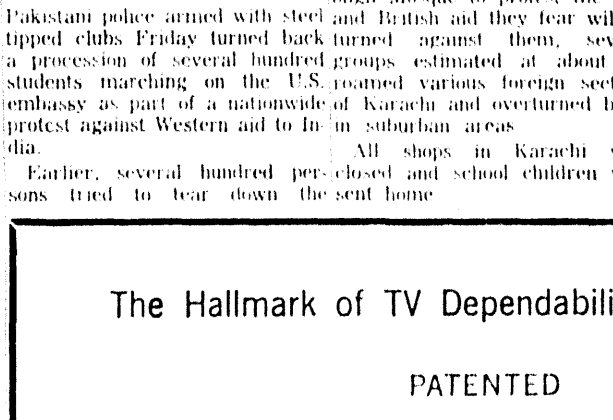 Pakistani police armed with steel
tipped clubs Friday turned back
a procession of several hundred
students marching on the U.S.
embassy as part of a nationwide
protest against Western aid to In-
dia.
Earlier, several hundred per-
sons tried to tear down the
and British aid they fear
turned against them,
groups estimated at about
roamed various foreign
of Karachi and overturned
in suburban areas
All shops in Karachi
closed and school children
sent home
The Hallmark of TV
PATENTED